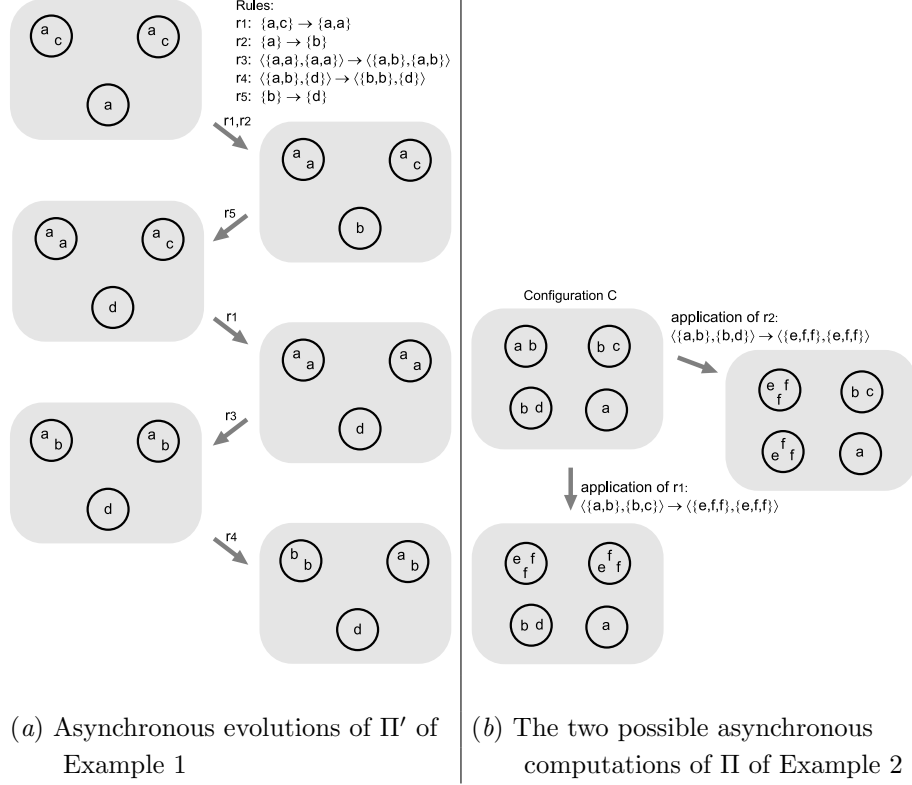 Rules:
r1: {a,c} → {a,a}
r2: {a} → {b}
r3: ⟨{a,a},{a,a}⟩ → ⟨{a,b},{a,b}⟩
r4: ⟨{a,b},{d}⟩ → ⟨{b,b},{d}⟩
r5: {b} → {d}
a c
a c
a
r1,r2
a a
a c
b
r5
a a
a c
d
r1
a a
a a
d
r3
a b
a b
d
r4
b b
a b
d
(a) Asynchronous evolutions of Π′ of
Example 1
Configuration C
a b
b c
b d
a
application of r2:
⟨{a,b},{b,d}⟩ → ⟨{e,f,f},{e,f,f}⟩
e f f
b c
f e f
a
application of r1:
⟨{a,b},{b,c}⟩ → ⟨{e,f,f},{e,f,f}⟩
e f f
f e f
b d
a
(b) The two possible asynchronous
computations of Π of Example 2